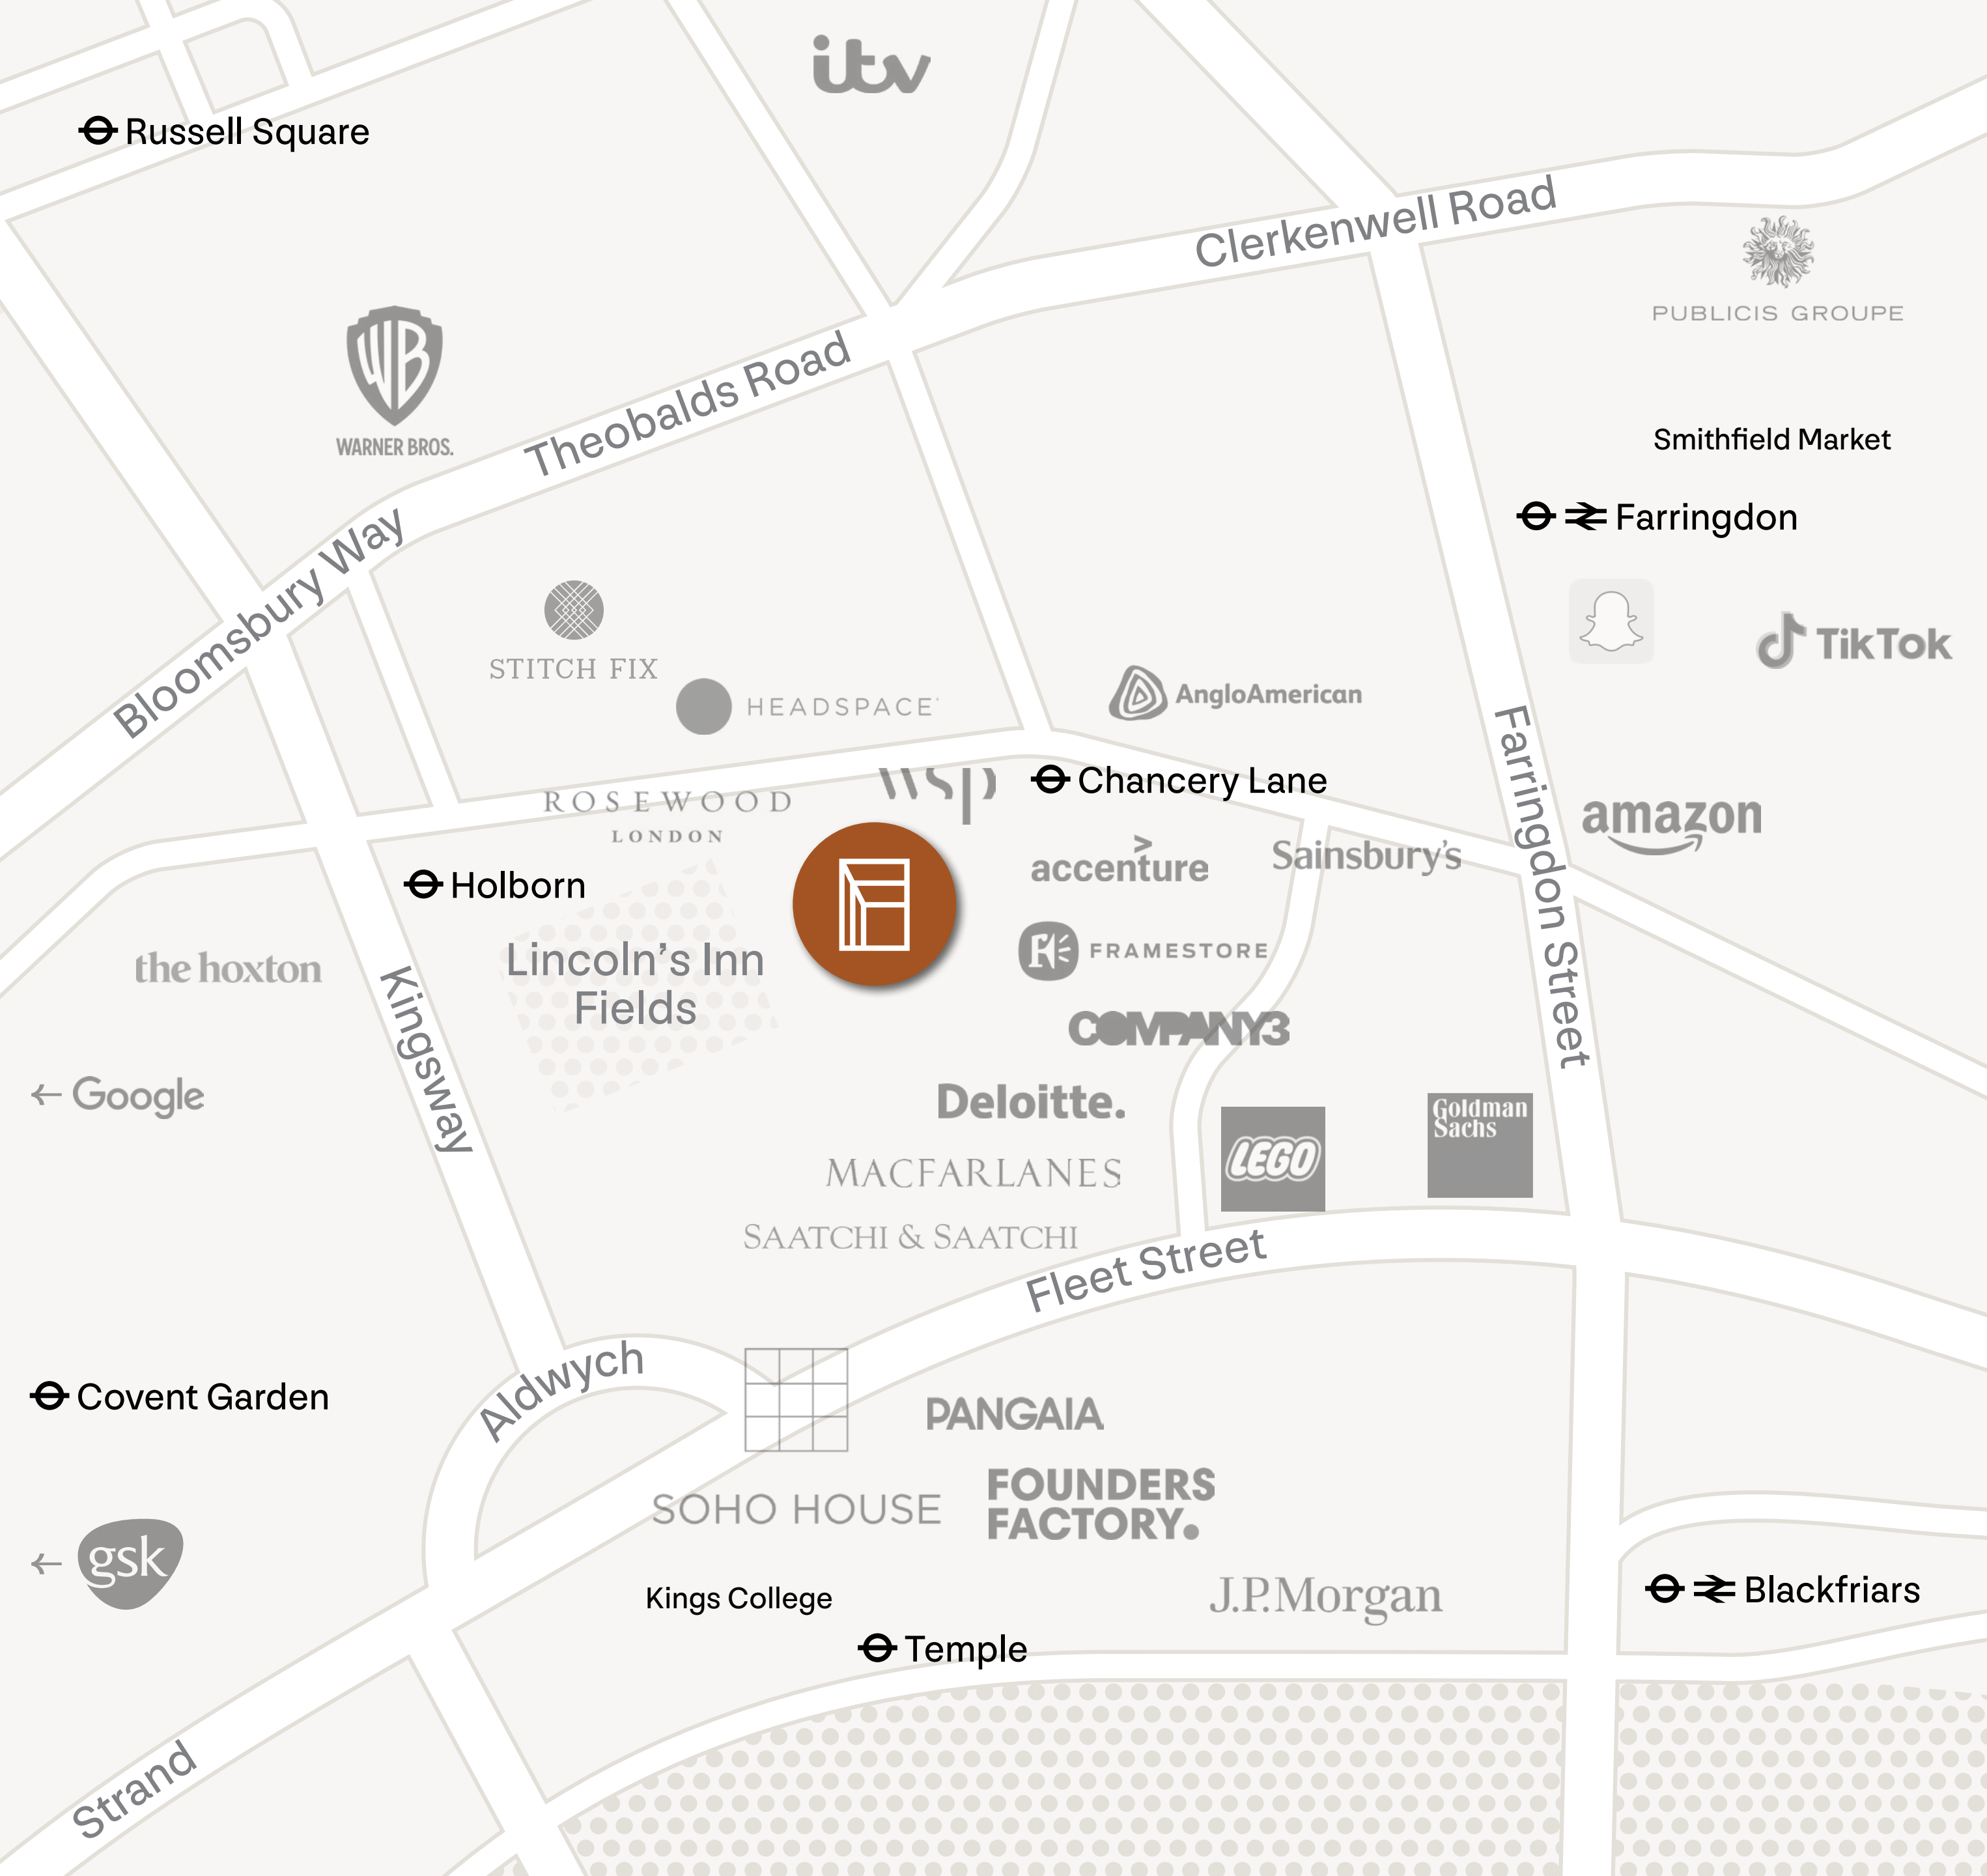 itv
Russell Square
Clerkenwell Road
PUBLICIS GROUPE
WB
WARNER BROS.
Theobalds Road
Smithfield Market
Farringdon
Bloomsbury Way
STITCH FIX
TikTok
HEADSPACE
AngloAmerican
Farringdon Street
wsp
Chancery Lane
ROSEWOOD
LONDON
amazon
accenture
>
Sainsbury's
Holborn
Lincoln's Inn
Fields
the hoxton
FRAMESTORE
Kingsway
COMPANY3
← Google
Deloitte.
LEGO
Goldman
Sachs
MACFARLANES
SAATCHI & SAATCHI
Fleet Street
Aldwych
Covent Garden
PANGAIA
SOHO HOUSE
FOUNDERS
FACTORY.
← gsk
Kings College
J.P.Morgan
Blackfriars
Temple
Strand